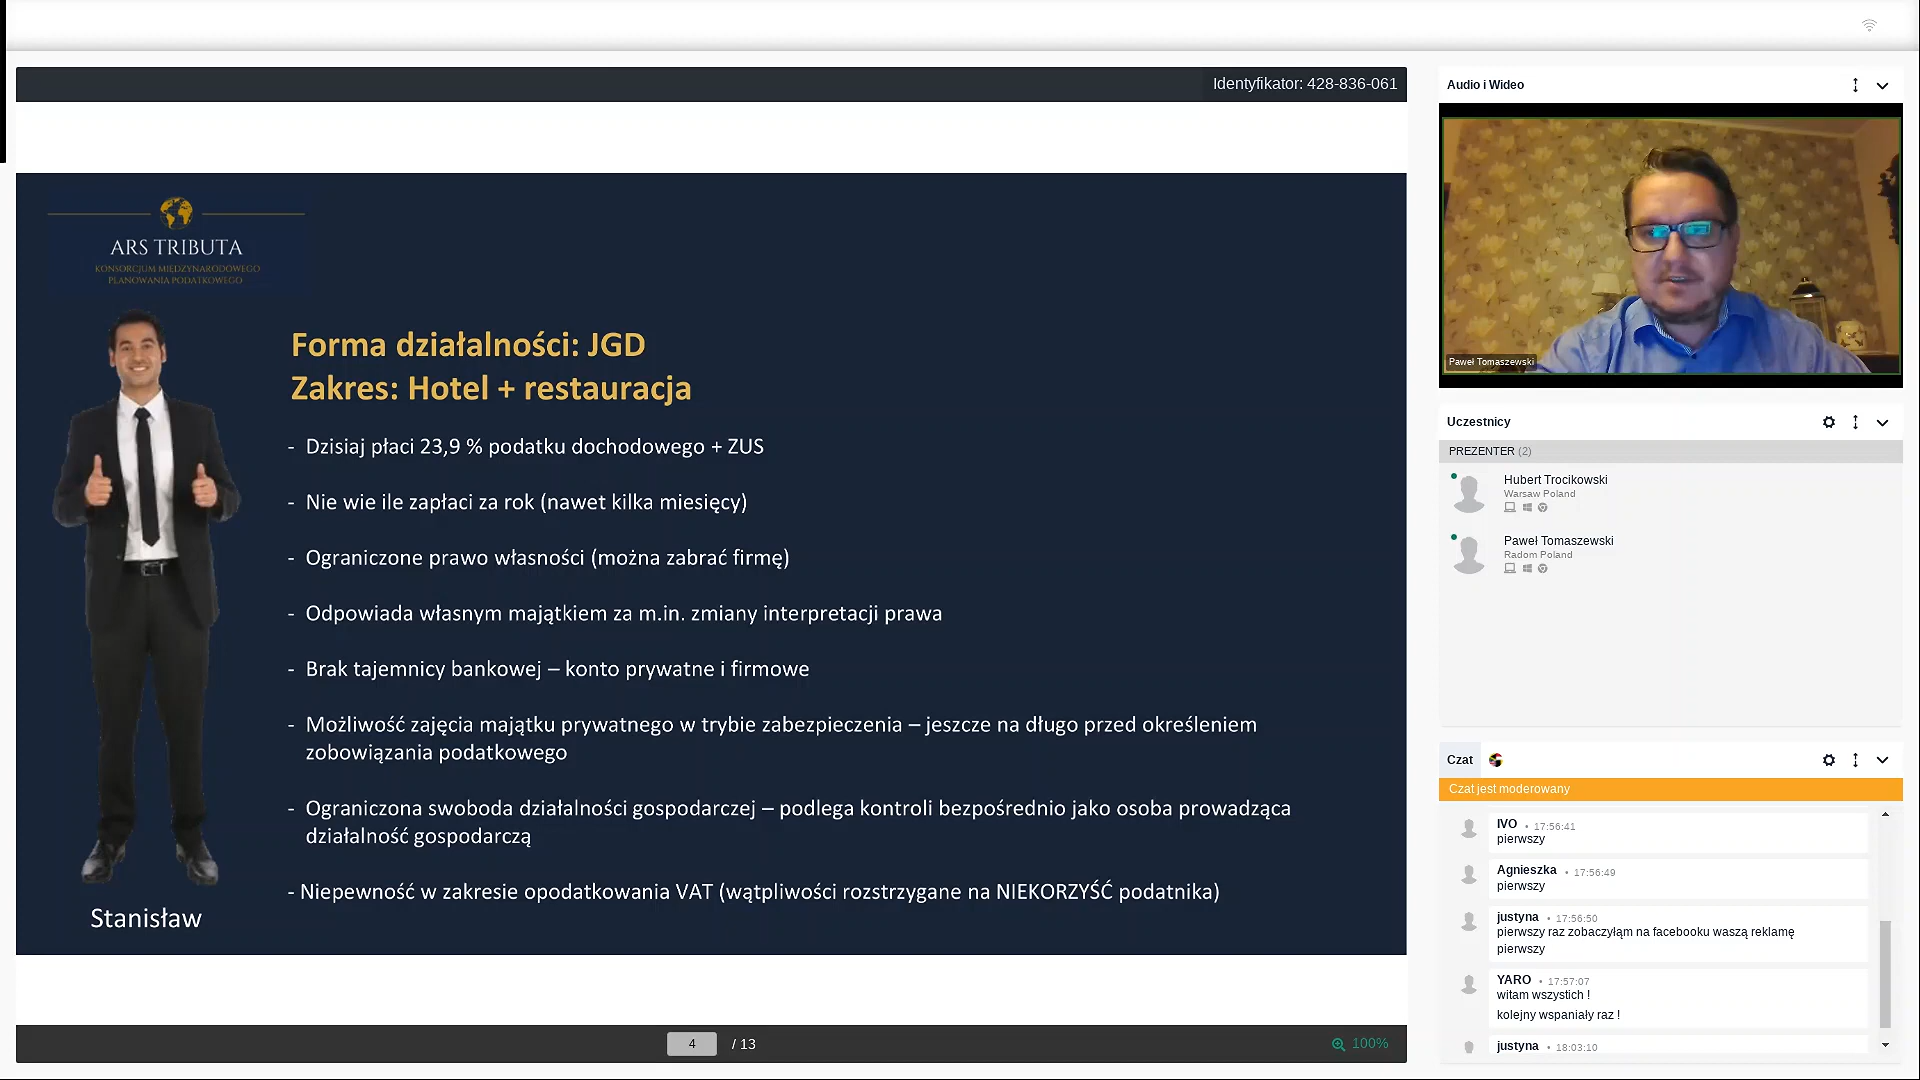 Identyfikator: 428-836-061
ARS TRIBUTA
KONSORCJUM MIĘDZYNARODOWEGO
PLANOWANIA PODATKOWEGO
Forma działalności: JGD
Zakres: Hotel + restauracja
- Dzisiaj płaci 23,9 % podatku dochodowego + ZUS
- Nie wie ile zapłaci za rok (nawet kilka miesięcy)
- Ograniczone prawo własności (można zabrać firmę)
- Odpowiada własnym majątkiem za m.in. zmiany interpretacji prawa
- Brak tajemnicy bankowej – konto prywatne i firmowe
- Możliwość zajęcia majątku prywatnego w trybie zabezpieczenia – jeszcze na długo przed określeniem
zobowiązania podatkowego
- Ograniczona swoboda działalności gospodarczej – podlega kontroli bezpośrednio jako osoba prowadząca
działalność gospodarczą
- Niepewność w zakresie opodatkowania VAT (wątpliwości rozstrzygane na NIEKORZYŚĆ podatnika)
Stanisław
4 / 13
100%
Audio i Wideo
Paweł Tomaszewski
Uczestnicy
PREZENTER (2)
Hubert Trocikowski
Warsaw Poland
Paweł Tomaszewski
Radom Poland
Czat
Czat jest moderowany
IVO • 17:56:41
pierwszy
Agnieszka • 17:56:49
pierwszy
justyna • 17:56:50
pierwszy raz zobaczyłąm na facebooku waszą reklamę
pierwszy
YARO • 17:57:07
witam wszystich !
kolejny wspaniały raz !
justyna • 18:03:10